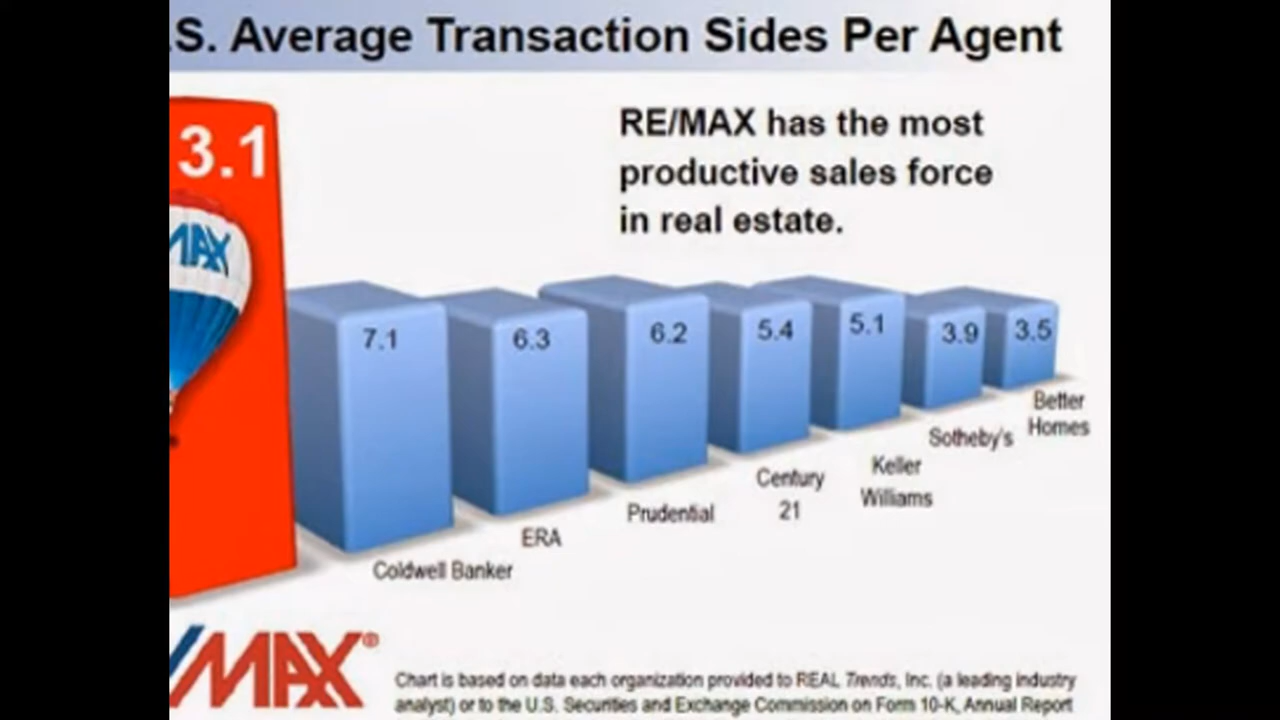 .S. Average Transaction Sides Per Agent
RE/MAX has the most
productive sales force
in real estate.
3.1
MAX
7.1
6.3
6.2
5.4
5.1
3.9
3.5
Coldwell Banker
ERA
Prudential
Century
21
Keller
Williams
Sotheby's
Better
Homes
/MAX®
Chart is based on data each organization provided to REAL Trends, Inc. (a leading industry
analyst) or to the U.S. Securities and Exchange Commission on Form 10-K, Annual Report